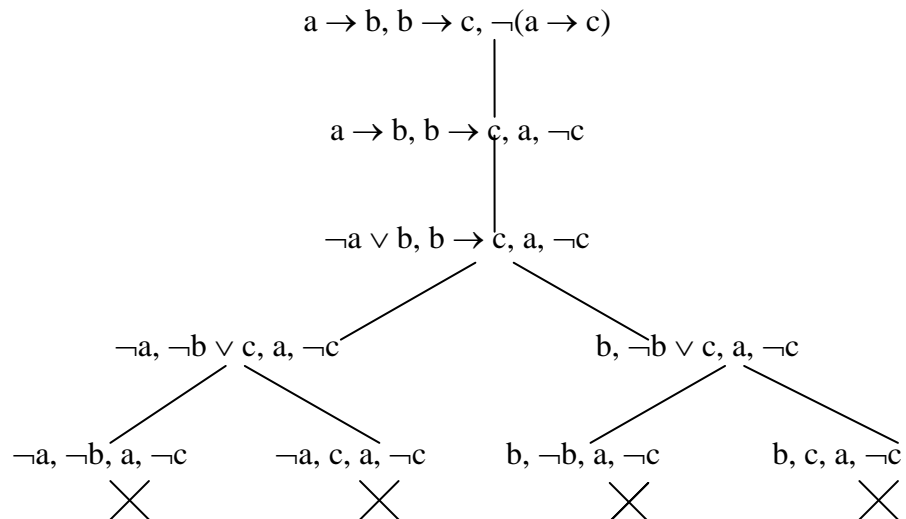 a → b, b → c, ¬(a → c)
a → b, b → c, a, ¬c
¬a ∨ b, b → c, a, ¬c
¬a, ¬b ∨ c, a, ¬c b, ¬b ∨ c, a, ¬c
¬a, ¬b, a, ¬c ¬a, c, a, ¬c b, ¬b, a, ¬c b, c, a, ¬c